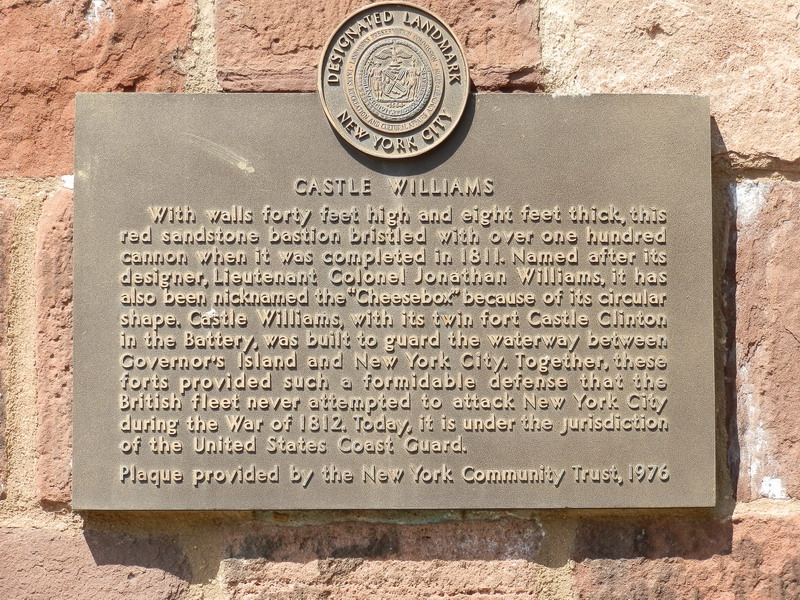 DESIGNATED LANDMARK
NEW YORK CITY
CASTLE WILLIAMS
With walls forty feet high and eight feet thick, this
red sandstone bastion bristled with over one hundred
cannon when it was completed in 1811. Named after its
designer, Lieutenant Colonel Jonathan Williams, it has
also been nicknamed the "Cheesebox" because of its circular
shape. Castle Williams, with its twin fort Castle Clinton
in the Battery, was built to guard the waterway between
Governor's Island and New York City. Together, these
forts provided such a formidable defense that the
British fleet never attempted to attack New York City
during the War of 1812. Today, it is under the jurisdiction
of the United States Coast Guard.
Plaque provided by the New York Community Trust, 1976